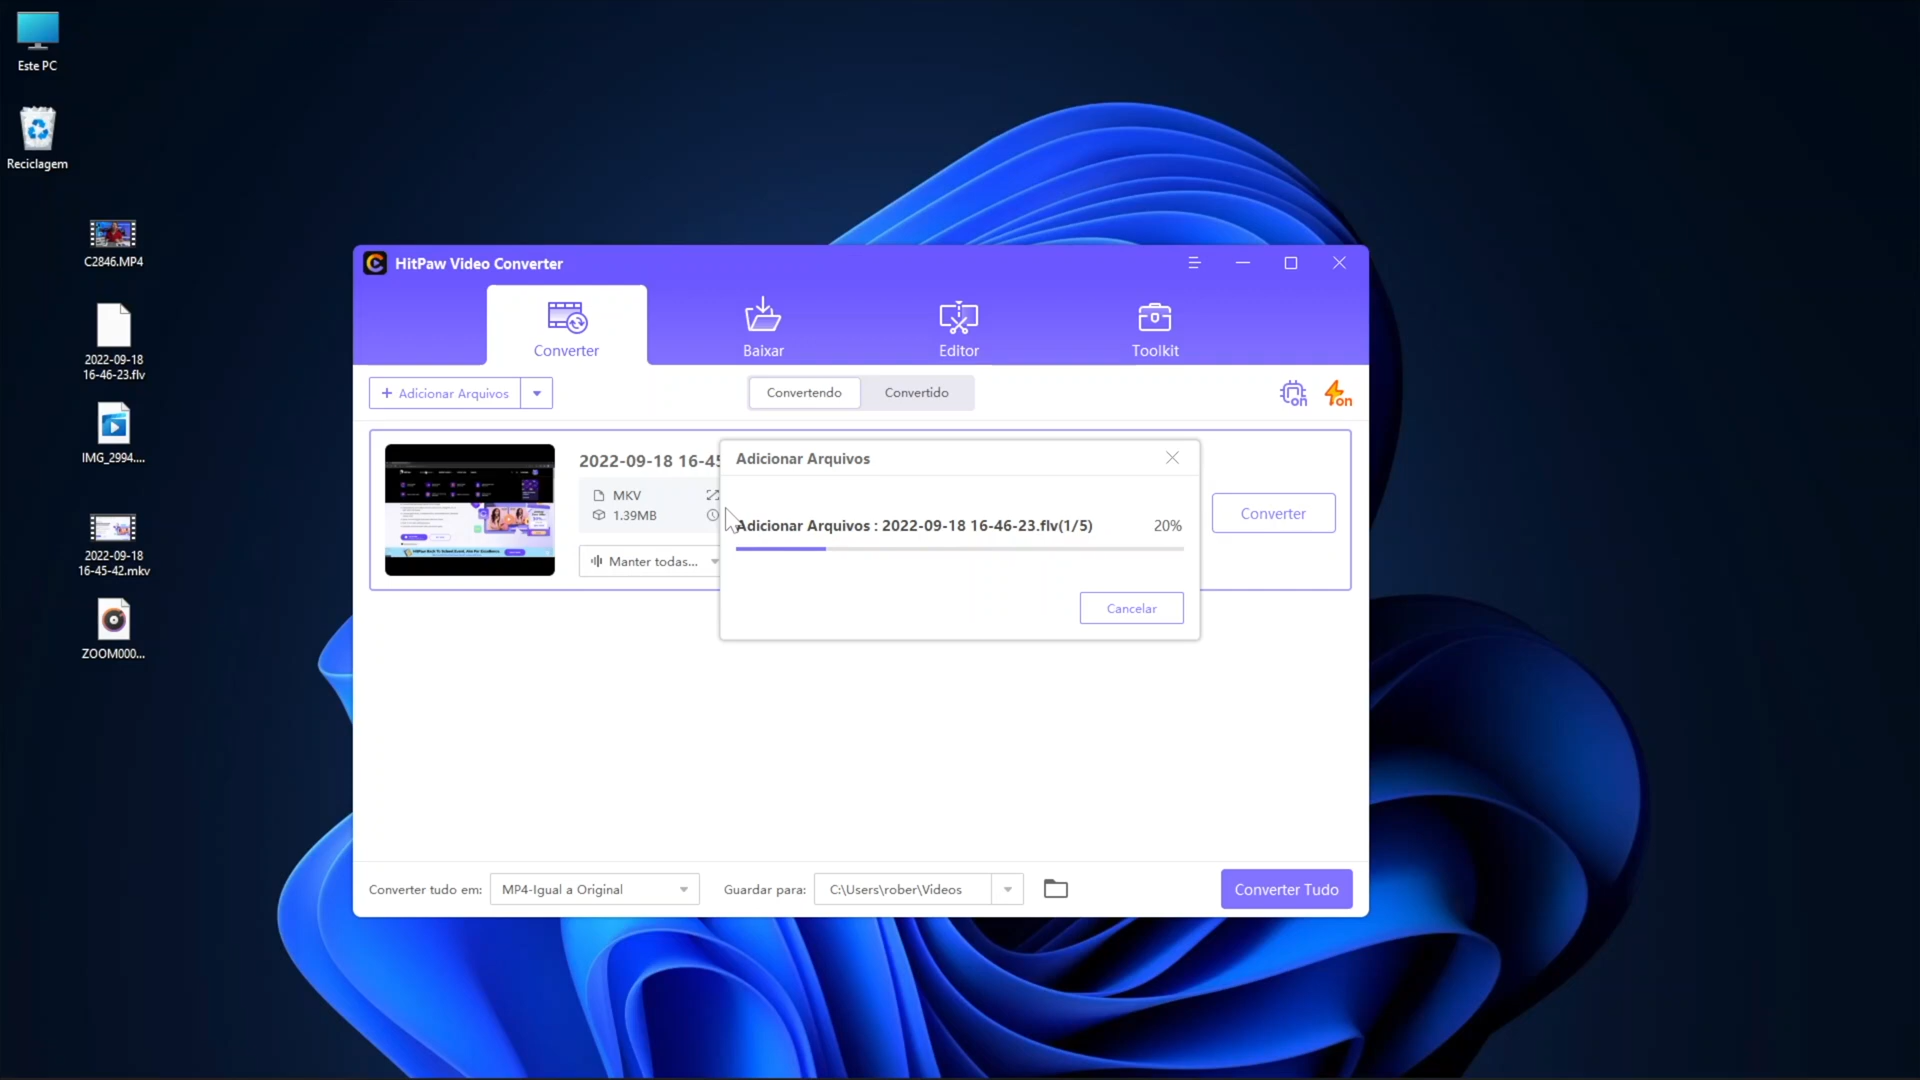 Este PC
Reciclagem
C2846.MP4
2022-09-18
16-46-23.flv
IMG_2994....
2022-09-18
16-45-42.mkv
ZOOM000...
HitPaw Video Converter
Converter
Baixar
Editor
Toolkit
+ Adicionar Arquivos
Convertendo
Convertido
on
on
2022-09-18 16-45
MKV
1.39MB
Manter todas...
Adicionar Arquivos
Adicionar Arquivos : 2022-09-18 16-46-23.flv(1/5)
20%
Cancelar
Converter
Converter tudo em:
MP4-Igual a Original
Guardar para:
C:\Users\rober\Videos
Converter Tudo